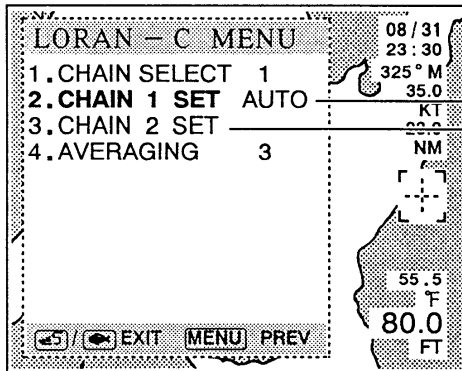 LORAN - C MENU
1.CHAIN SELECT 1
2.CHAIN 1 SET AUTO
3.CHAIN 2 SET
4.AVERAGING 3
EXIT MENU PREV
08/31
23:30
325°M
35.0
KT
NM
55.5
°F
80.0
FT